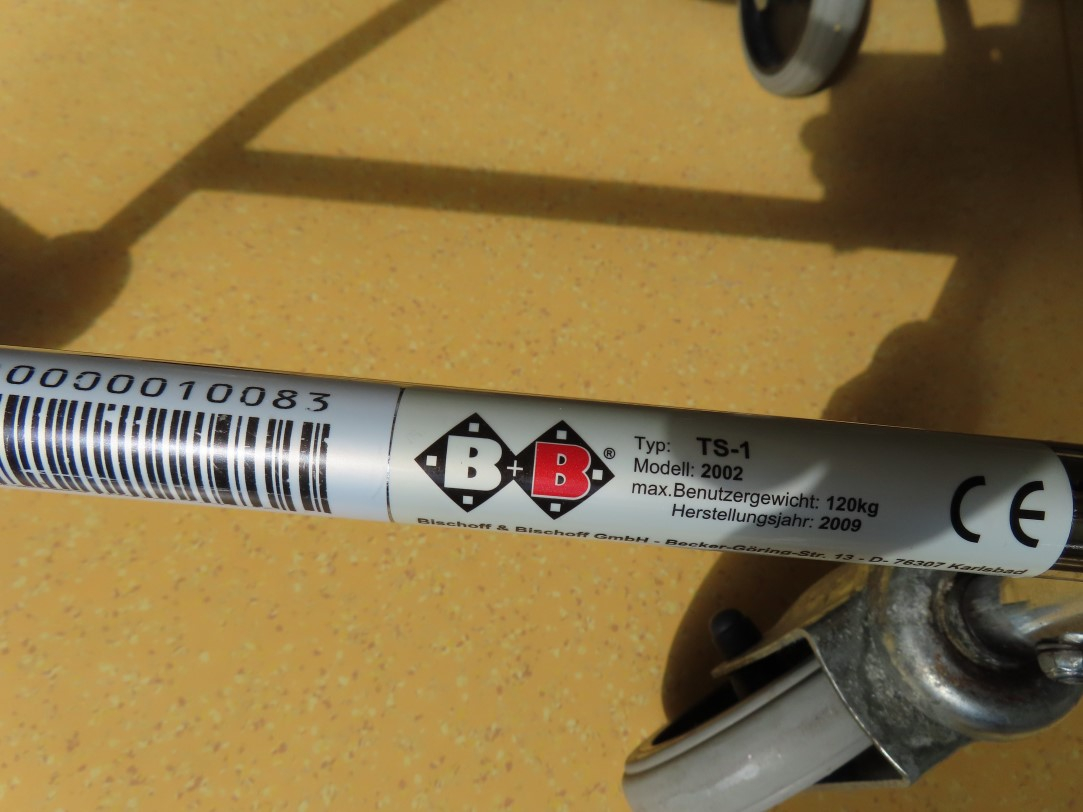 0000010083
B+B®
Typ: TS-1
Modell: 2002
max.Benutzergewicht: 120kg
Herstellungsjahr: 2009
CE
Bischoff & Bischoff GmbH - Becker-Göring-Str. 13 - D- 76307 Karlsbad